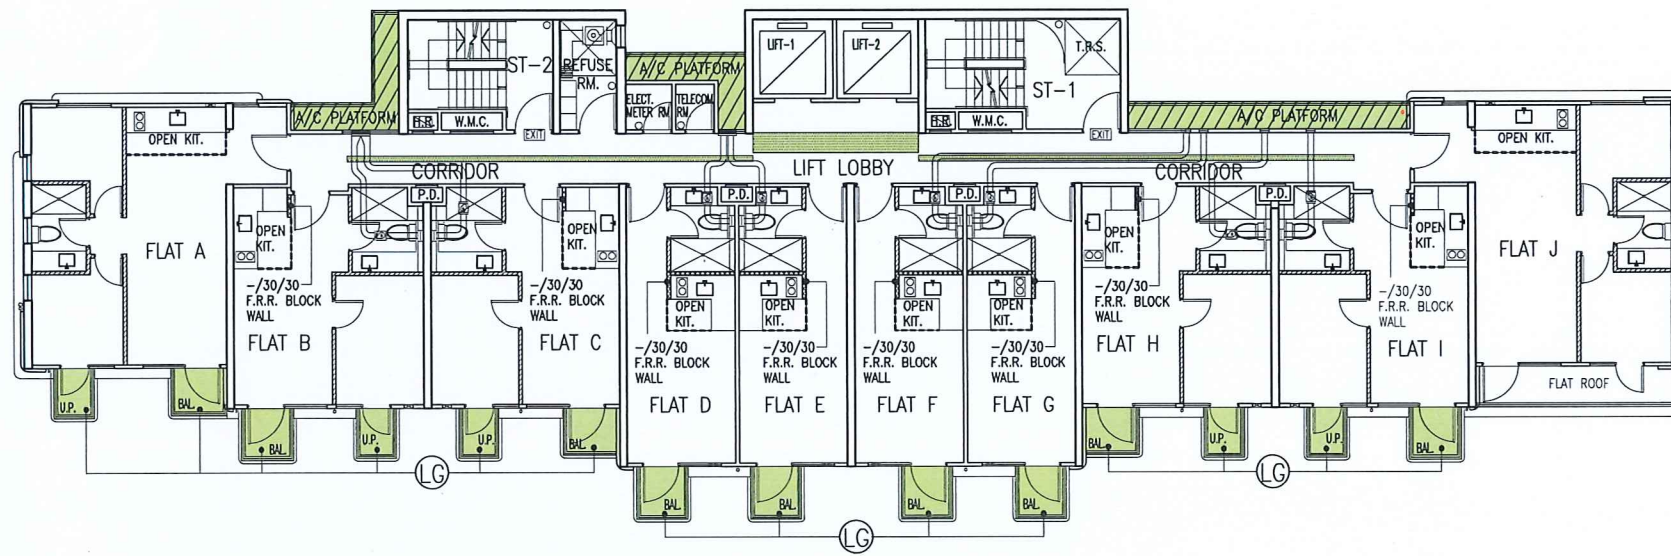 LIFT-1
LIFT-2
T.R.S.
ST-2
REFUSE
RM.
A/C PLATFORM
ST-1
ELECT.
METER RM
TELECOM
RM.
A/C PLATFORM
W.M.C.
EXIT
W.M.C.
EXIT
A/C PLATFORM
OPEN KIT.
OPEN KIT.
CORRIDOR
LIFT LOBBY
CORRIDOR
P.D.
P.D.
P.D.
P.D.
FLAT A
OPEN
KIT.
OPEN
KIT.
OPEN
KIT.
OPEN
KIT.
FLAT J
-/30/30
F.R.R. BLOCK
WALL
-/30/30
F.R.R. BLOCK
WALL
-/30/30
F.R.R. BLOCK
WALL
-/30/30
F.R.R. BLOCK
WALL
OPEN
KIT.
OPEN
KIT.
OPEN
KIT.
OPEN
KIT.
FLAT B
FLAT C
FLAT H
FLAT I
-/30/30
F.R.R. BLOCK
WALL
-/30/30
F.R.R. BLOCK
WALL
-/30/30
F.R.R. BLOCK
WALL
-/30/30
F.R.R. BLOCK
WALL
FLAT ROOF
FLAT D
FLAT E
FLAT F
FLAT G
U.P.
BAL.
BAL.
U.P.
U.P.
BAL.
BAL.
U.P.
U.P.
BAL.
LG
LG
BAL.
BAL.
BAL.
BAL.
LG